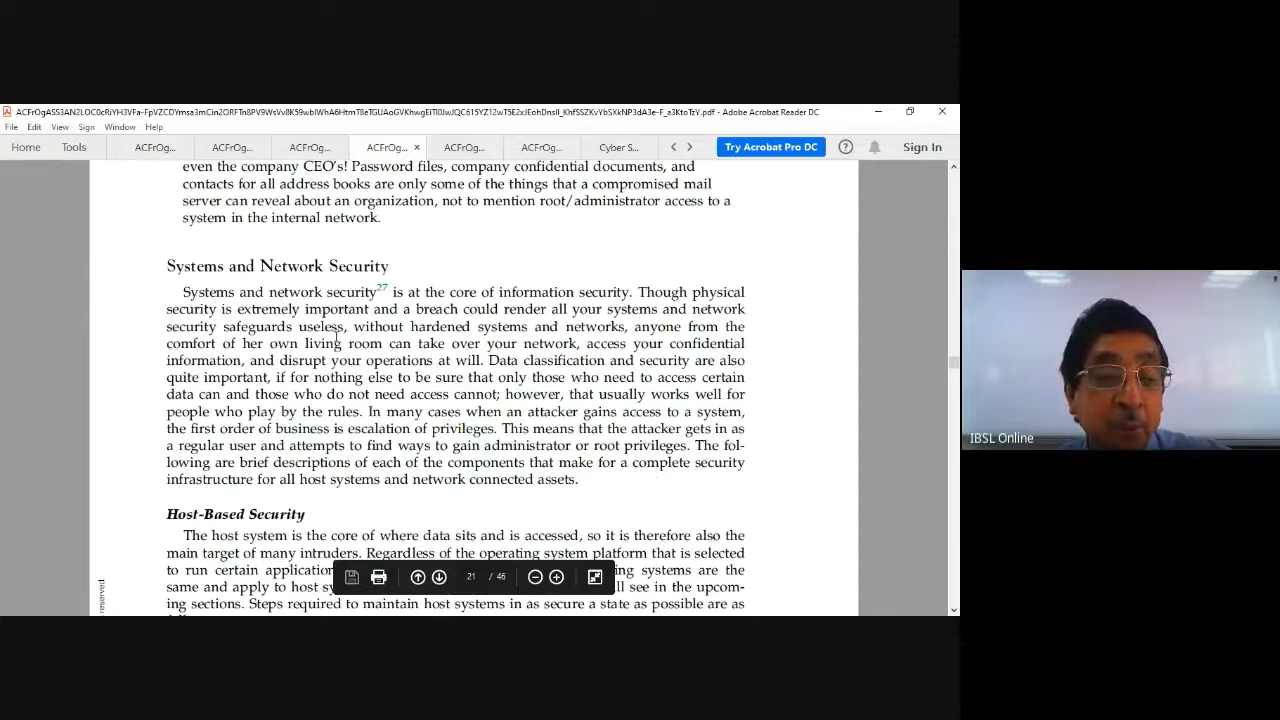 ACFrOgASS3AN2LOC0cRiYH3VFa-FpVZCDYmsa3mCin2ORFTn8PV9WsVv8K59wbIWhA6HtmT8eTGUAoGVKhwgEiTl0JwJQC615YZ12wT5E2xJEohDnsIl_KhfSSZKvYbSXkNP3dA3e-F_a3KtoTzY.pdf - Adobe Acrobat Reader DC
File Edit View Sign Window Help
Home Tools ACFrOg... ACFrOg... ACFrOg... ACFrOg... × ACFrOg... ACFrOg... Cyber S... Try Acrobat Pro DC Sign In
even the company CEO's! Password files, company confidential documents, and
contacts for all address books are only some of the things that a compromised mail
server can reveal about an organization, not to mention root/administrator access to a
system in the internal network.
Systems and Network Security
Systems and network security27 is at the core of information security. Though physical
security is extremely important and a breach could render all your systems and network
security safeguards useless, without hardened systems and networks, anyone from the
comfort of her own living room can take over your network, access your confidential
information, and disrupt your operations at will. Data classification and security are also
quite important, if for nothing else to be sure that only those who need to access certain
data can and those who do not need access cannot; however, that usually works well for
people who play by the rules. In many cases when an attacker gains access to a system,
the first order of business is escalation of privileges. This means that the attacker gets in as
a regular user and attempts to find ways to gain administrator or root privileges. The fol-
lowing are brief descriptions of each of the components that make for a complete security
infrastructure for all host systems and network connected assets.
Host-Based Security
The host system is the core of where data sits and is accessed, so it is therefore also the
main target of many intruders. Regardless of the operating system platform that is selected
to run certain application ing systems are the
same and apply to host sy ll see in the upcom-
ing sections. Steps required to maintain host systems in as secure a state as possible are as
21 / 46
reserved.
IBSL Online